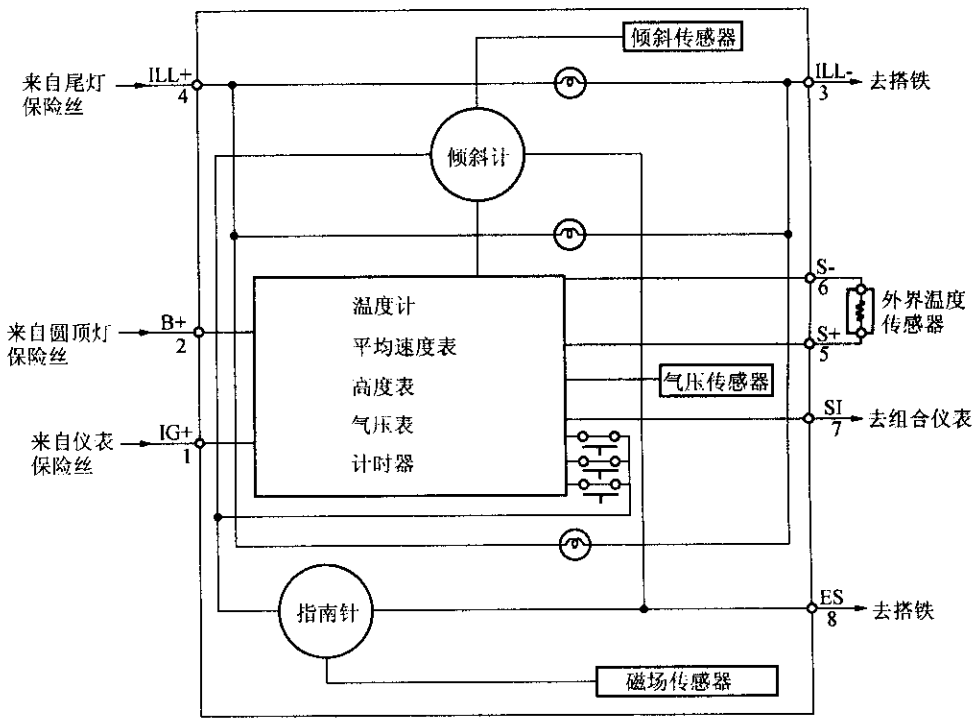 倾斜传感器
来自尾灯
保险丝
ILL+
4
ILL-
3
去搭铁
倾斜计
S-
6
外界温度
传感器
S+
5
来自圆顶灯
保险丝
B+
2
温度计
平均速度表
高度表
气压表
计时器
气压传感器
SI
7
去组合仪表
来自仪表
保险丝
IG+
1
指南针
ES
8
去搭铁
磁场传感器